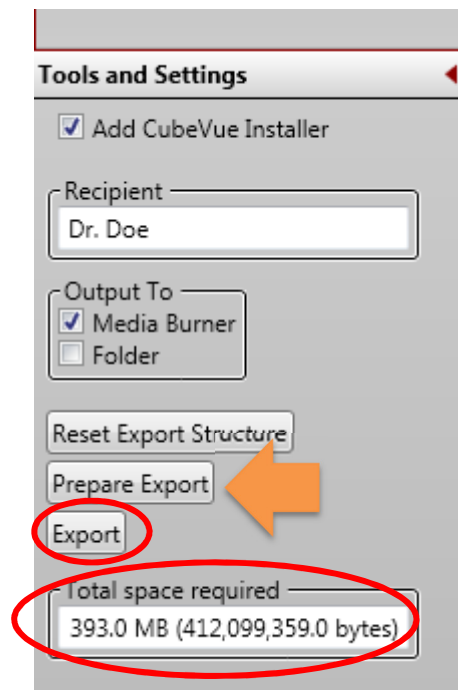 Tools and Settings
Add CubeVue Installer
Recipient
Dr. Doe
Output To
Media Burner
Folder
Reset Export Structure
Prepare Export
Export
Total space required
393.0 MB (412,099,359.0 bytes)